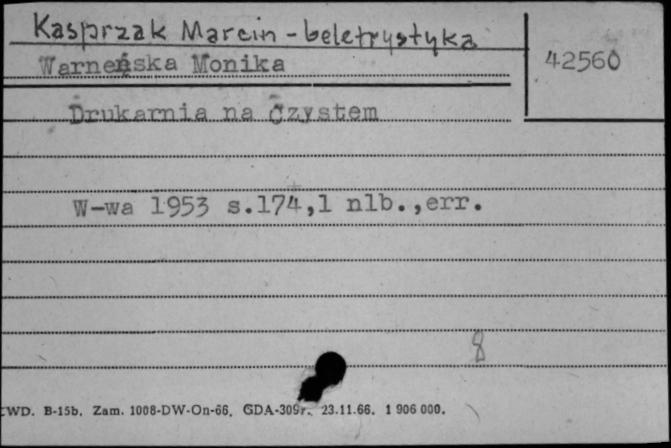 Kasprzak Marcin - beletrystyka
Warneńska Monika
42560
Drukarnia na Czystem
W-wa 1953 s.174,1 nlb.,err.
8
WD. B-15b. Zam. 1008-DW-On-66. GDA-309r. 23.11.66. 1 906 000.